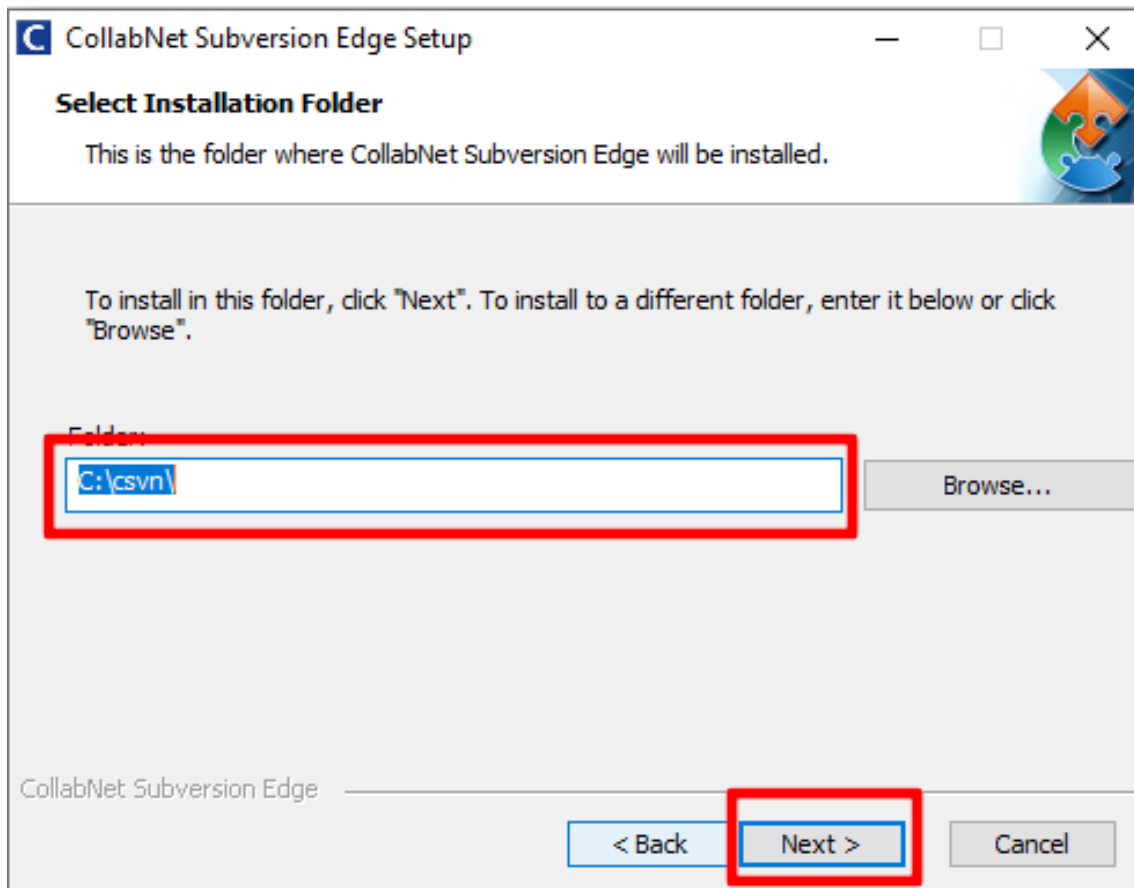 CollabNet Subversion Edge Setup
Select Installation Folder
This is the folder where CollabNet Subversion Edge will be installed.
To install in this folder, click "Next". To install to a different folder, enter it below or click
"Browse".
Folder:
C:\csvn\
Browse...
CollabNet Subversion Edge
< Back
Next >
Cancel